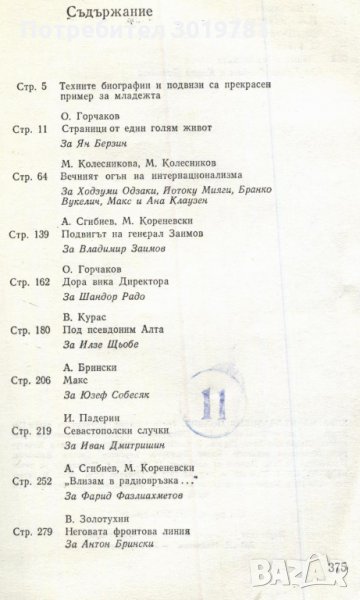 Потребител 3019783
Съдържание
Стр. 5 Техните биографии и подвизи са прекрасен
пример за младежта
О. Горчаков
Стр. 11 Страници от един голям живот
За Ян Берзин
М. Колесникова, М. Колесников
Стр. 64 Вечният огън на интернационализма
За Ходзуми Одзаки, Йотоку Мияги, Бранко
Вукелич, Макс и Ана Клаузен
А. Сгибнев, М. Кореневски
Стр. 139 Подвигът на генерал Заимов
За Владимир Заимов
О. Горчаков
Стр. 162 Дора вика Директора
За Шандор Радо
В. Курас
Стр. 180 Под псевдоним Алта
За Илзе Щьобе
А. Брински
Стр. 206 Макс
За Юзеф Собесяк
И. Падерин
Стр. 219 Севастополски случки
За Иван Дмитришин
11
А. Сгибнев, М. Кореневски
Стр. 252 „Влизам в радиовръзка..."
За Фарид Фазлиахметов
В. Золотухин
Стр. 279 Неговата фронтова линия
За Антон Брински
375
bazar.bg